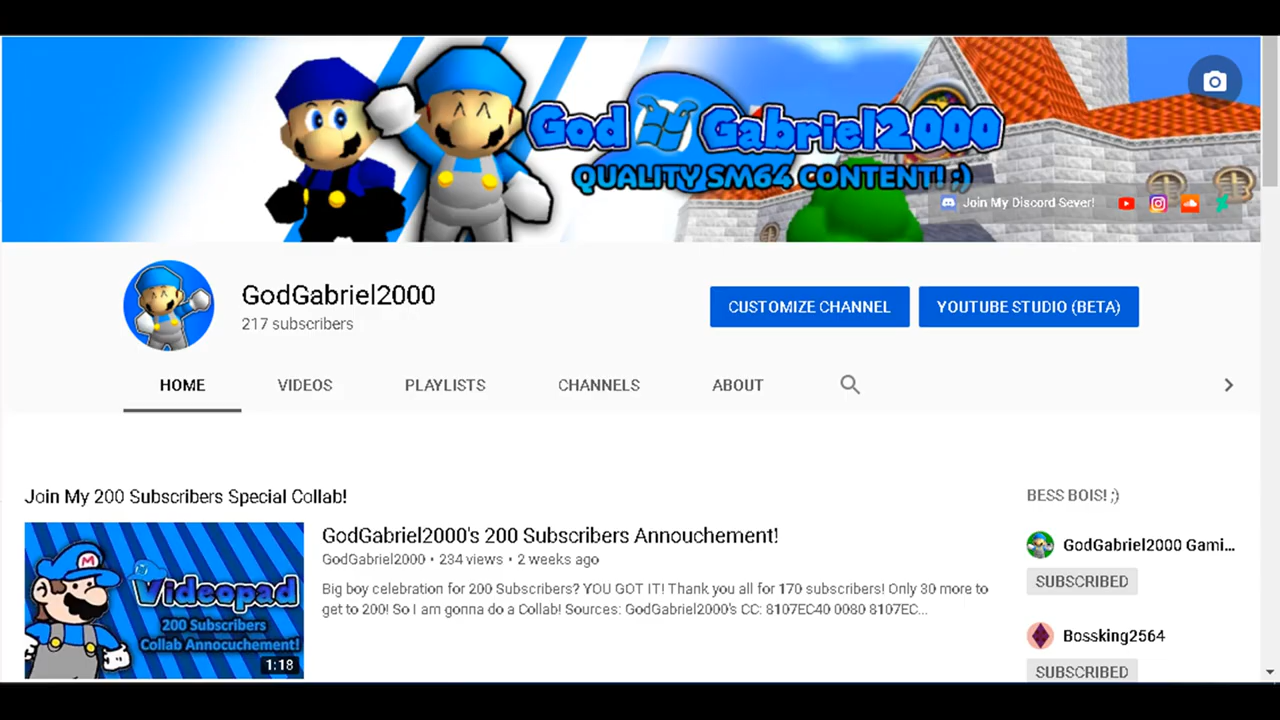 God Gabriel2000
QUALITY SM64 CONTENT! ;)
Join My Discord Sever!
GodGabriel2000
217 subscribers
CUSTOMIZE CHANNEL
YOUTUBE STUDIO (BETA)
HOME
VIDEOS
PLAYLISTS
CHANNELS
ABOUT
Join My 200 Subscribers Special Collab!
M
Videopad
200 Subscribers
Collab Annocuchement!
1:18
GodGabriel2000's 200 Subscribers Annouchement!
GodGabriel2000 • 234 views • 2 weeks ago
Big boy celebration for 200 Subscribers? YOU GOT IT! Thank you all for 170 subscribers! Only 30 more to
get to 200! So I am gonna do a Collab! Sources: GodGabriel2000's CC: 8107EC40 0080 8107EC...
BESS BOIS! ;)
GodGabriel2000 Gami...
SUBSCRIBED
Bossking2564
SUBSCRIBED